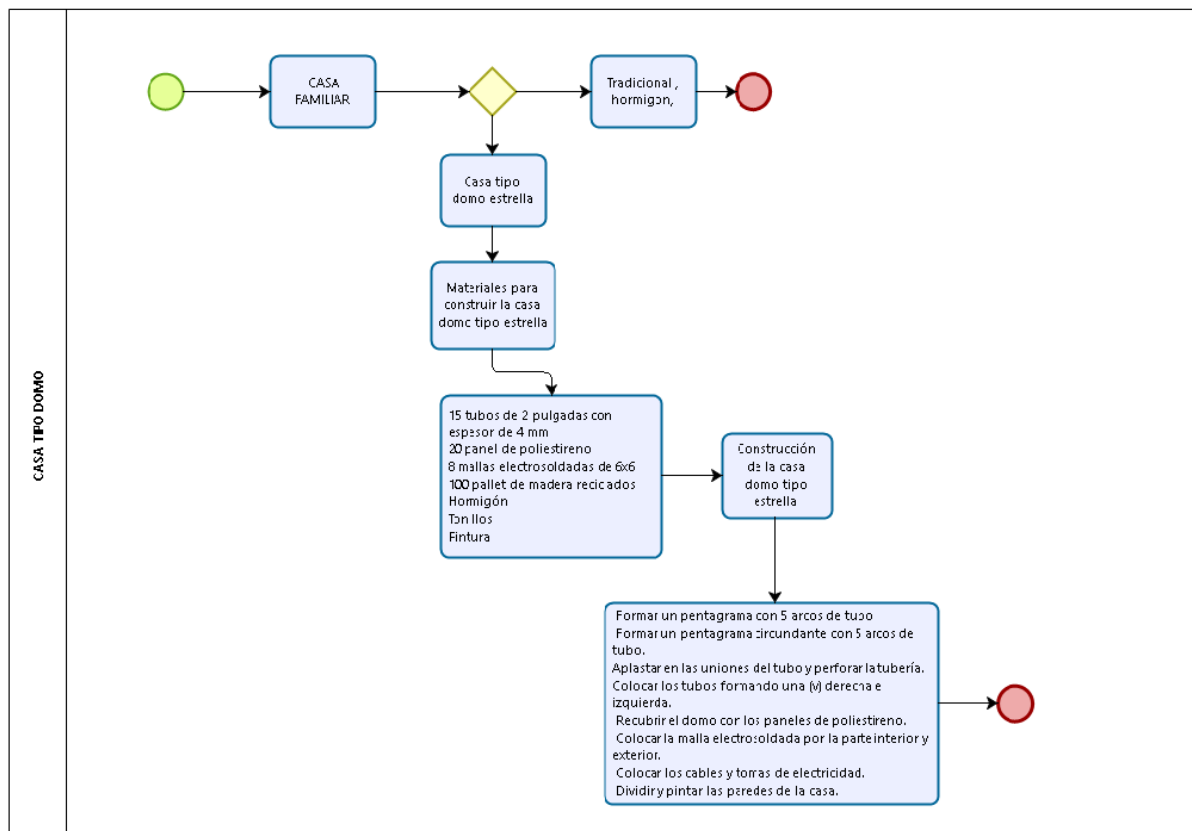 CASA TIPO DOMO
CASA
FAMILIAR
Tradicional ,
hormigon,
Casa tipo
domo estrella
Materiales para
construir la casa
domo tipo estrella
15 tubos de 2 pulgadas con
espesor de 4 mm
20 panel de poliestireno
8 mallas electrosoldadas de 6x6
100 pallet de madera reciclados
Hormigón
Tonillos
Pintura
Construcción
de la casa
domo tipo
estrella
Formar un pentagrama con 5 arcos de tubo
Formar un pentagrama circundante con 5 arcos de
tubo.
Aplastar en las uniones del tubo y perforar la tubería.
Colocar los tubos formando una (v) derecha e
izquierda.
Recubrir el domo con los paneles de poliestireno.
Colocar la malla electrosoldada por la parte interior y
exterior.
Colocar los cables y tomas de electricidad.
Dividir y pintar las paredes de la casa.